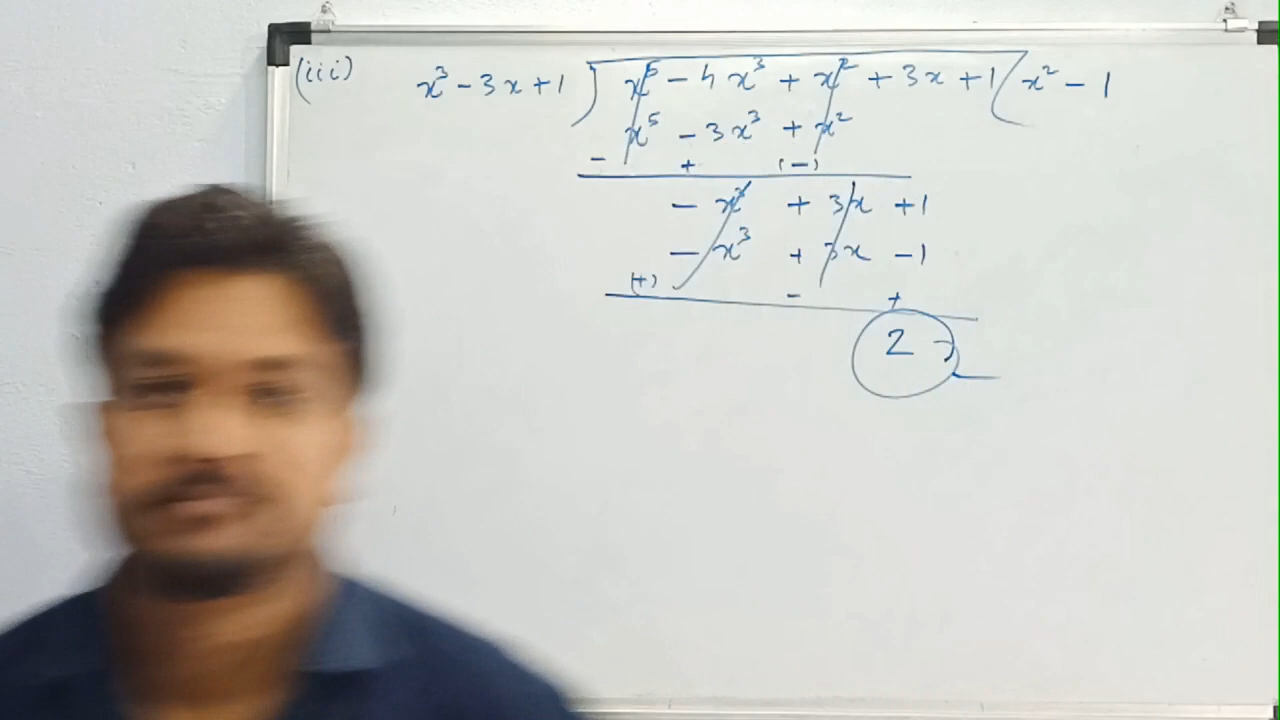 (iii) x³ - 3x + 1 ) x⁵ - 4x³ + x² + 3x + 1 ( x² - 1
x⁵ - 3x³ + x²
- + (-)
- x³ + 3x + 1
- x³ + 3x - 1
(+) - +
2